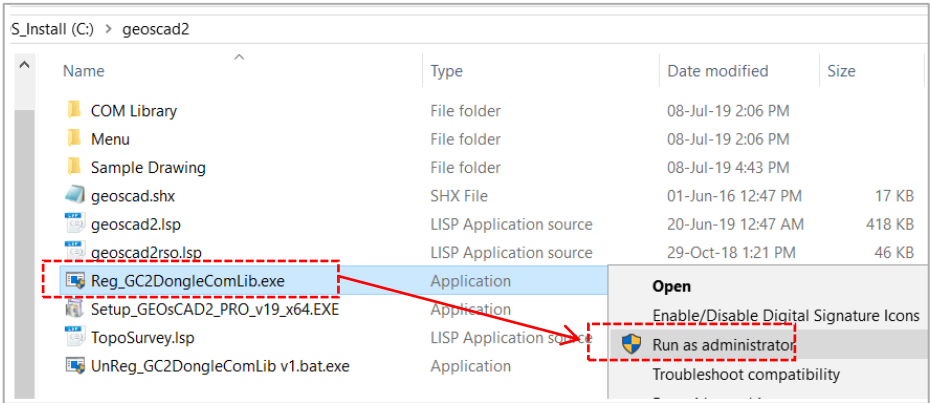 S_Install (C:) > geoscad2
Name Type Date modified Size
COM Library File folder 08-Jul-19 2:06 PM
Menu File folder 08-Jul-19 2:06 PM
Sample Drawing File folder 08-Jul-19 4:43 PM
geoscad.shx SHX File 01-Jun-16 12:47 PM 17 KB
geoscad2.lsp LISP Application source 20-Jun-19 12:47 AM 418 KB
geoscad2rso.lsp LISP Application source 29-Oct-18 1:21 PM 46 KB
Reg_GC2DongleComLib.exe Application
Open
Setup_GEOsCAD2_PRO_v19_x64.EXE Application
Enable/Disable Digital Signature Icons
TopoSurvey.lsp LISP Application source
Run as administrator
UnReg_GC2DongleComLib v1.bat.exe Application
Troubleshoot compatibility